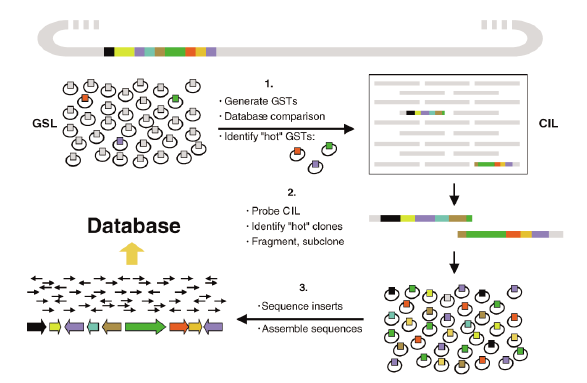 1.
· Generate GSTs
· Database comparison
· Identify "hot" GSTs:
GSL
CIL
2.
· Probe CIL
· Identify "hot" clones
· Fragment, subclone
Database
3.
· Sequence inserts
· Assemble sequences